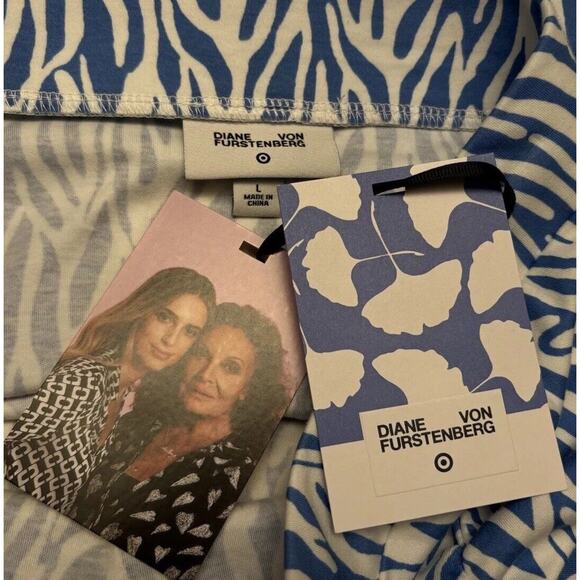 DIANE VON
FURSTENBERG
L
MADE IN
CHINA
DIANE VON
FURSTENBERG